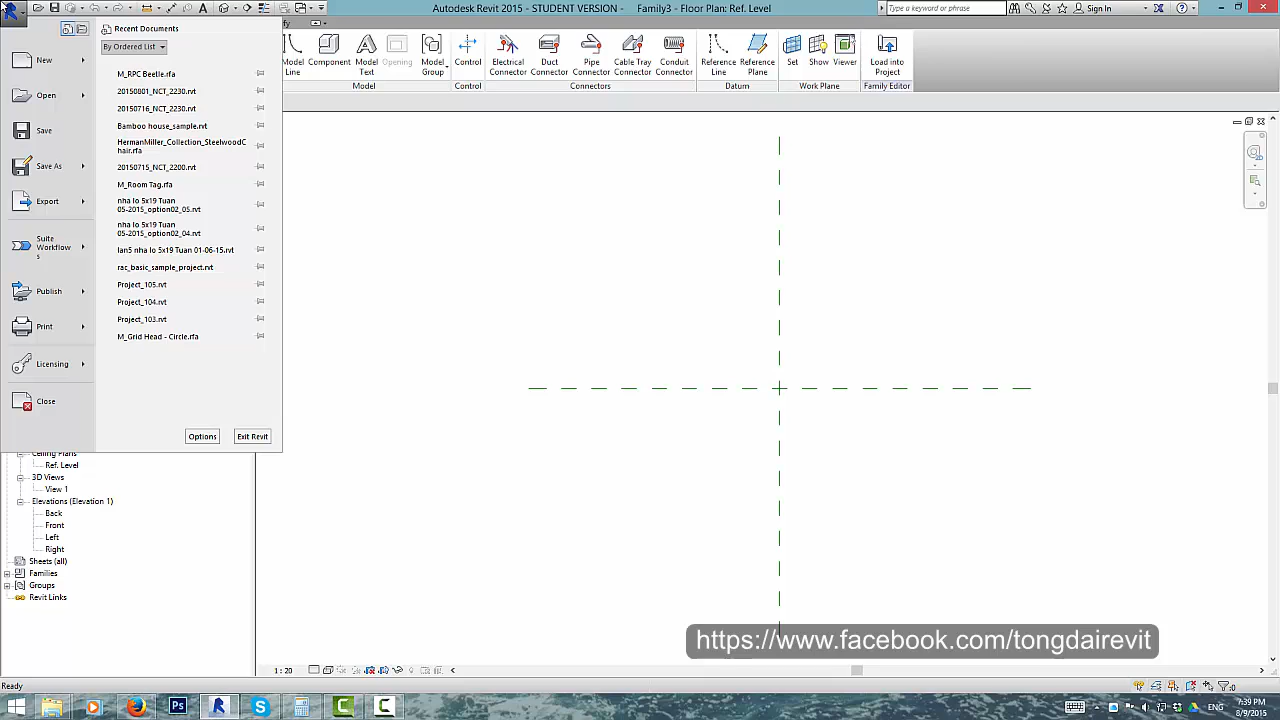 Autodesk Revit 2015 - STUDENT VERSION - Family3 - Floor Plan: Ref. Level
Type a keyword or phrase
Sign In
Recent Documents
By Ordered List
New
Open
Save
Save As
Export
Suite
Workflow
s
Publish
Print
Licensing
Close
M_RPC Beetle.rfa
20150801_NCT_2230.rvt
20150716_NCT_2230.rvt
Bamboo house_sample.rvt
HermanMiller_Collection_SteelwoodC
hair.rfa
20150715_NCT_2200.rvt
M_Room Tag.rfa
nha lo 5x19 Tuan
05-2015_option02_05.rvt
nha lo 5x19 Tuan
05-2015_option02_04.rvt
lan5 nha lo 5x19 Tuan 01-06-15.rvt
rac_basic_sample_project.rvt
Project_105.rvt
Project_104.rvt
Project_103.rvt
M_Grid Head - Circle.rfa
Options
Exit Revit
Model
Line
Component
Model
Text
Opening
Model
Group
Control
Electrical
Connector
Duct
Connector
Pipe
Connector
Cable Tray
Connector
Conduit
Connector
Reference
Line
Reference
Plane
Set
Show
Viewer
Load into
Project
Model
Control
Connectors
Datum
Work Plane
Family Editor
Ceiling Plans
Ref. Level
3D Views
View 1
Elevations (Elevation 1)
Back
Front
Left
Right
Sheets (all)
Families
Groups
Revit Links
https://www.facebook.com/tongdairevit
1 : 20
Ready
:0
ENG
7:39 PM
8/9/2015